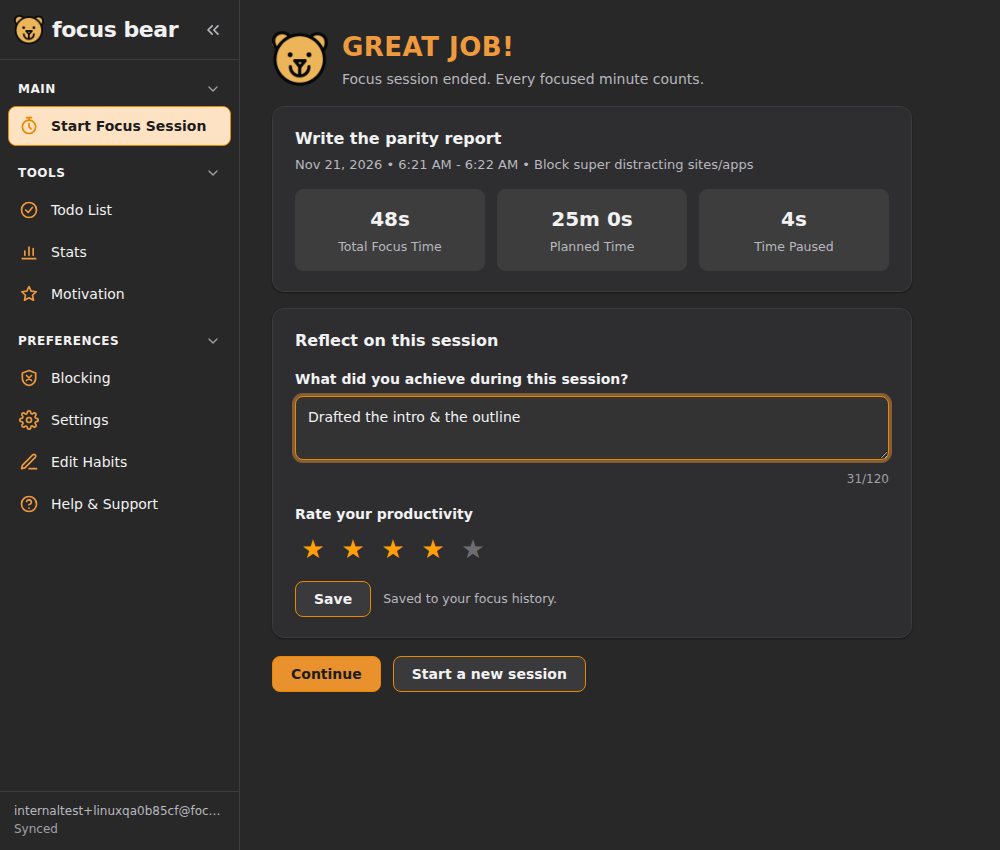 focus bear
MAIN
Start Focus Session
TOOLS
Todo List
Stats
Motivation
PREFERENCES
Blocking
Settings
Edit Habits
Help & Support
internaltest+linuxqa0b85cf@foc...
Synced
GREAT JOB!
Focus session ended. Every focused minute counts.
Write the parity report
Nov 21, 2026 • 6:21 AM - 6:22 AM • Block super distracting sites/apps
48s
Total Focus Time
25m 0s
Planned Time
4s
Time Paused
Reflect on this session
What did you achieve during this session?
Drafted the intro & the outline
31/120
Rate your productivity
Save
Saved to your focus history.
Continue
Start a new session